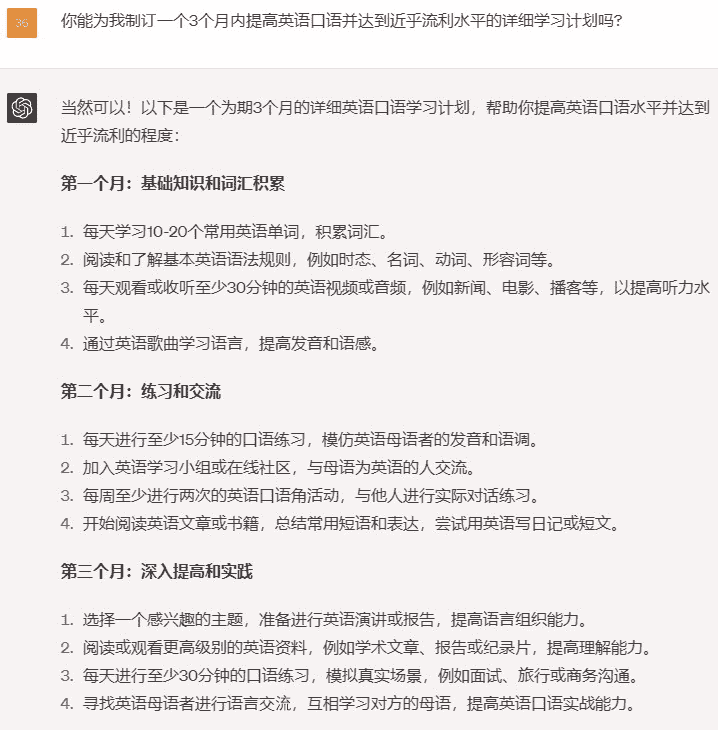 36
你能为我制订一个3个月内提高英语口语并达到近乎流利水平的详细学习计划吗?
当然可以！以下是一个为期3个月的详细英语口语学习计划，帮助你提高英语口语水平并达到
近乎流利的程度：
第一个月：基础知识和词汇积累
1. 每天学习10-20个常用英语单词，积累词汇。
2. 阅读和了解基本英语语法规则，例如时态、名词、动词、形容词等。
3. 每天观看或收听至少30分钟的英语视频或音频，例如新闻、电影、播客等，以提高听力水
平。
4. 通过英语歌曲学习语言，提高发音和语感。
第二个月：练习和交流
1. 每天进行至少15分钟的口语练习，模仿英语母语者的发音和语调。
2. 加入英语学习小组或在线社区，与母语为英语的人交流。
3. 每周至少进行两次的英语口语角活动，与他人进行实际对话练习。
4. 开始阅读英语文章或书籍，总结常用短语和表达，尝试用英语写日记或短文。
第三个月：深入提高和实践
1. 选择一个感兴趣的主题，准备进行英语演讲或报告，提高语言组织能力。
2. 阅读或观看更高级别的英语资料，例如学术文章、报告或纪录片，提高理解能力。
3. 每天进行至少30分钟的口语练习，模拟真实场景，例如面试、旅行或商务沟通。
4. 寻找英语母语者进行语言交流，互相学习对方的母语，提高英语口语实战能力。